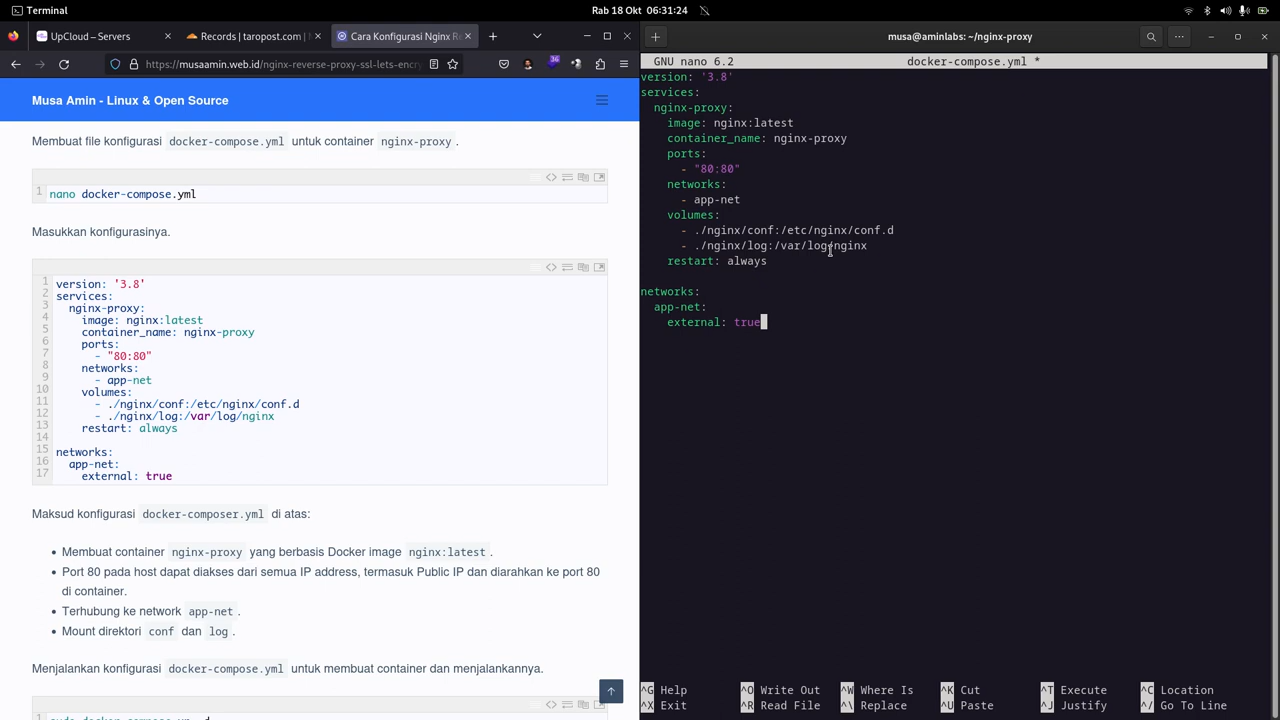 Terminal
Rab 18 Okt 06:31:24
UpCloud – Servers
Records | taropost.com |
Cara Konfigurasi Nginx Re
https://musaamin.web.id/nginx-reverse-proxy-ssl-lets-encr
36
Musa Amin - Linux & Open Source
Membuat file konfigurasi docker-compose.yml untuk container nginx-proxy .
1 nano docker-compose.yml
Masukkan konfigurasinya.
1 version: '3.8'
2 services:
3   nginx-proxy:
4     image: nginx:latest
5     container_name: nginx-proxy
6     ports:
7       - "80:80"
8     networks:
9       - app-net
10     volumes:
11       - ./nginx/conf:/etc/nginx/conf.d
12       - ./nginx/log:/var/log/nginx
13     restart: always
14
15 networks:
16   app-net:
17     external: true
Maksud konfigurasi docker-composer.yml di atas:
• Membuat container nginx-proxy yang berbasis Docker image nginx:latest .
• Port 80 pada host dapat diakses dari semua IP address, termasuk Public IP dan diarahkan ke port 80
di container.
• Terhubung ke network app-net .
• Mount direktori conf dan log .
Menjalankan konfigurasi docker-compose.yml untuk membuat container dan menjalankannya.
musa@aminlabs: ~/nginx-proxy
GNU nano 6.2 docker-compose.yml *
version: '3.8'
services:
  nginx-proxy:
    image: nginx:latest
    container_name: nginx-proxy
    ports:
      - "80:80"
    networks:
      - app-net
    volumes:
      - ./nginx/conf:/etc/nginx/conf.d
      - ./nginx/log:/var/log/nginx
    restart: always
networks:
  app-net:
    external: true
^G Help ^O Write Out ^W Where Is ^K Cut ^T Execute ^C Location
^X Exit ^R Read File ^\ Replace ^U Paste ^J Justify ^/ Go To Line